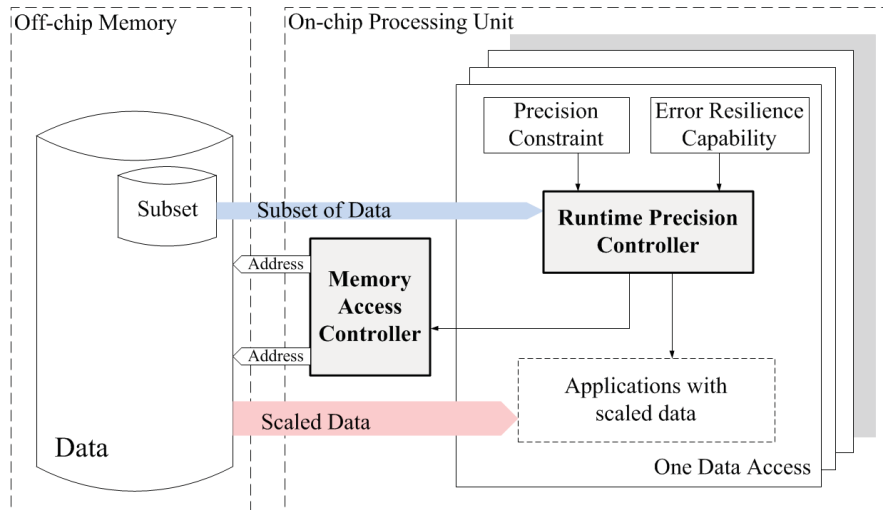 Off-chip Memory
On-chip Processing Unit
Precision
Constraint
Error Resilience
Capability
Subset
Subset of Data
Runtime Precision
Controller
Address
Memory
Access
Controller
Address
Applications with
scaled data
Scaled Data
Data
One Data Access